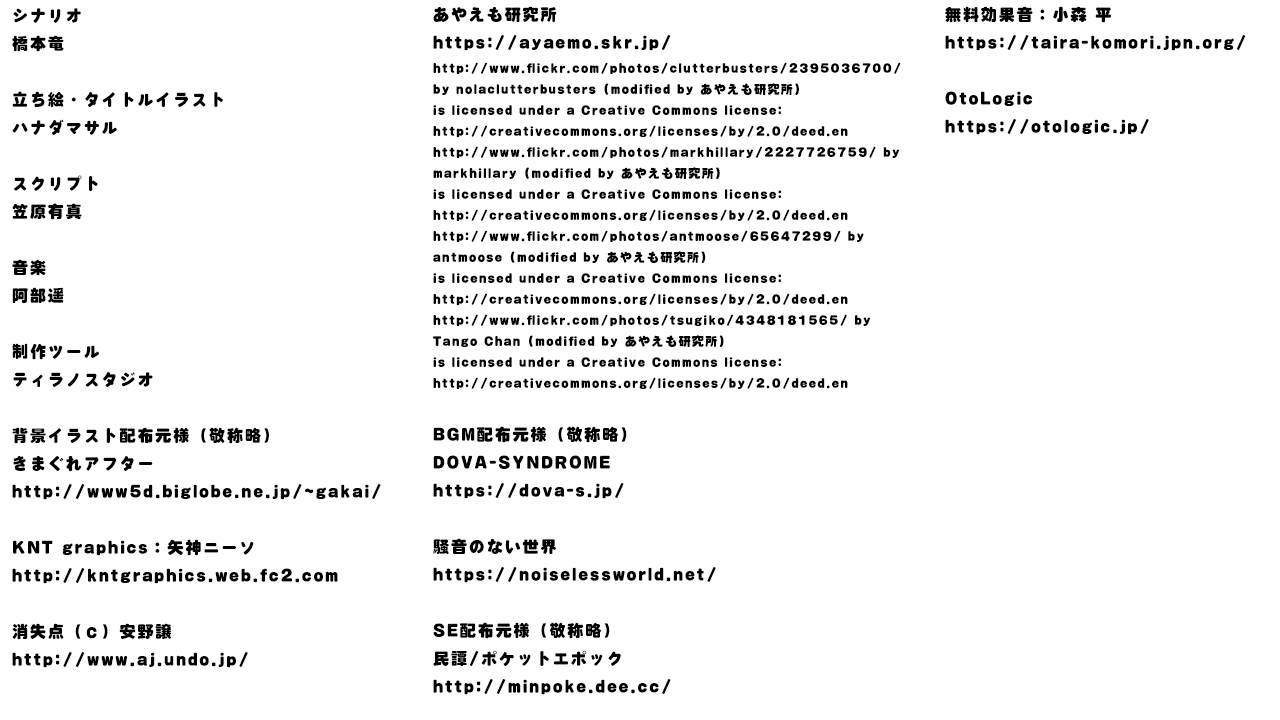 シナリオ
橋本竜
立ち絵・タイトルイラスト
ハナダマサル
スクリプト
笠原有真
音楽
阿部遥
制作ツール
ティラノスタジオ
背景イラスト配布元様（敬称略）
きまぐれアフター
http://www5d.biglobe.ne.jp/~gakai/
KNT graphics：矢神ニーソ
http://kntgraphics.web.fc2.com
消失点（ｃ）安野譲
http://www.aj.undo.jp/
あやえも研究所
https://ayaemo.skr.jp/
http://www.flickr.com/photos/clutterbusters/2395036700/
by nolaclutterbusters (modified by あやえも研究所)
is licensed under a Creative Commons license:
http://creativecommons.org/licenses/by/2.0/deed.en
http://www.flickr.com/photos/markhillary/2227726759/ by
markhillary (modified by あやえも研究所)
is licensed under a Creative Commons license:
http://creativecommons.org/licenses/by/2.0/deed.en
http://www.flickr.com/photos/antmoose/65647299/ by
antmoose (modified by あやえも研究所)
is licensed under a Creative Commons license:
http://creativecommons.org/licenses/by/2.0/deed.en
http://www.flickr.com/photos/tsugiko/4348181565/ by
Tango Chan (modified by あやえも研究所)
is licensed under a Creative Commons license:
http://creativecommons.org/licenses/by/2.0/deed.en
BGM配布元様（敬称略）
DOVA-SYNDROME
https://dova-s.jp/
騒音のない世界
https://noiselessworld.net/
SE配布元様（敬称略）
民譚/ポケットエポック
http://minpoke.dee.cc/
無料効果音：小森 平
https://taira-komori.jpn.org/
OtoLogic
https://otologic.jp/